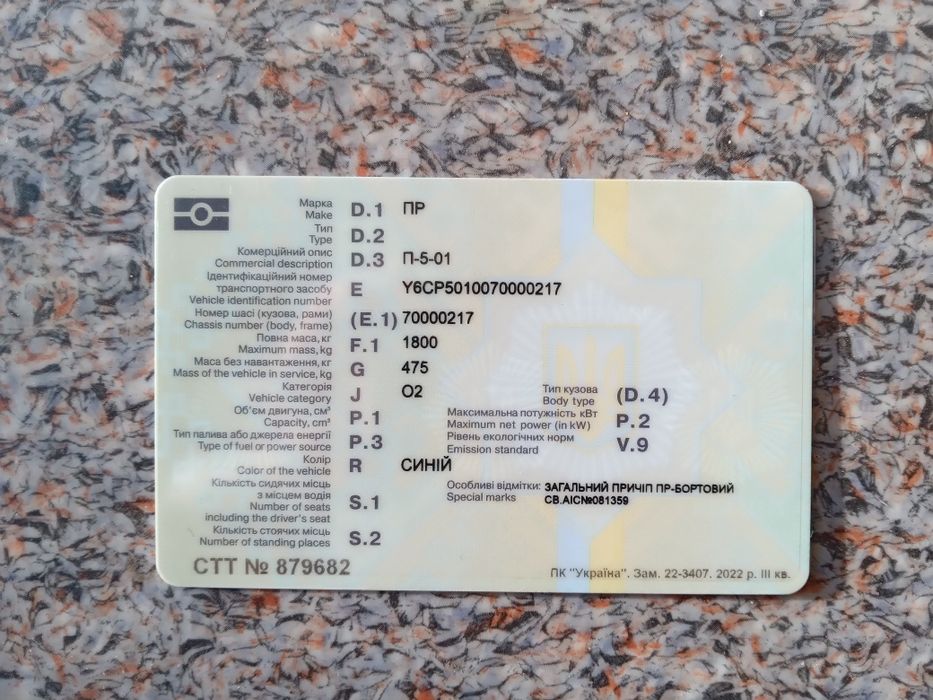 Марка
Make D.1 ПР
Тип
Type D.2
Комерційний опис
Commercial description D.3 П-5-01
Ідентифікаційний номер
транспортного засобу
Vehicle identification number E Y6CP5010070000217
Номер шасі (кузова, рами)
Chassis number (body, frame) (E.1) 70000217
Повна маса, кг
Maximum mass, kg F.1 1800
Маса без навантаження, кг
Mass of the vehicle in service, kg G 475
Категорія
Vehicle category J O2
Об'єм двигуна, см³
Capacity, cm³ P.1
Тип палива або джерела енергії
Type of fuel or power source P.3
Колір
Color of the vehicle R СИНІЙ
Кількість сидячих місць
з місцем водія
Number of seats S.1
including the driver's seat
Кількість стоячих місць
Number of standing places S.2
Тип кузова
Body type (D.4)
Максимальна потужність кВт
Maximum net power (in kW) P.2
Рівень екологічних норм
Emission standard V.9
Особливі відмітки: ЗАГАЛЬНИЙ ПРИЧІП ПР-БОРТОВИЙ
Special marks СВ.АІС№081359
СТТ № 879682
ПК "Україна". Зам. 22-3407. 2022 р. III кв.